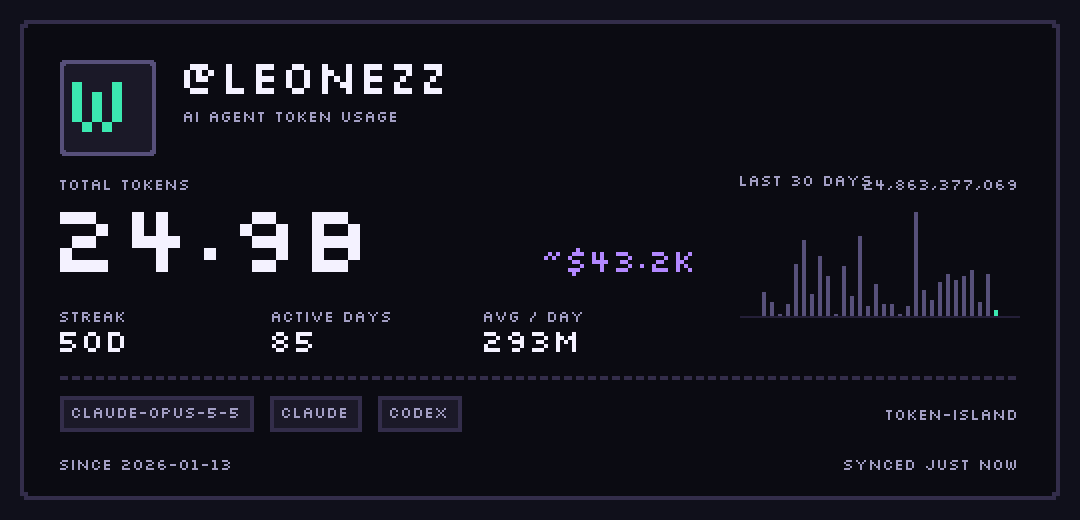 W
@LEONEZZ
AI AGENT TOKEN USAGE
TOTAL TOKENS
LAST 30 DAYS
24,863,377,069
24.9B
~$43.2K
STREAK
ACTIVE DAYS
AVG / DAY
50D
85
293M
CLAUDE-OPUS-5-5
CLAUDE
CODEX
TOKEN-ISLAND
SINCE 2026-01-13
SYNCED JUST NOW